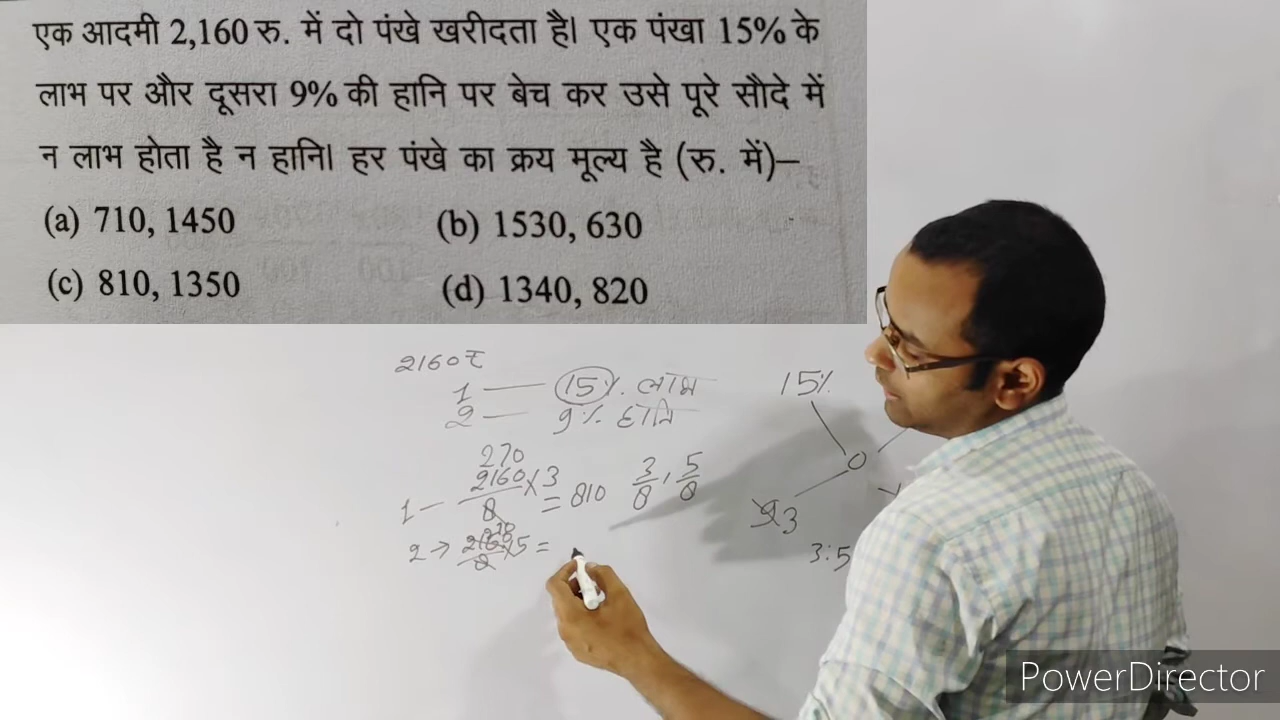 एक आदमी 2,160 रु. में दो पंखे खरीदता है। एक पंखा 15% के
लाभ पर और दूसरा 9% की हानि पर बेच कर उसे पूरे सौदे में
न लाभ होता है न हानि। हर पंखे का क्रय मूल्य है (रु. में)–
(a) 710, 1450 (b) 1530, 630
(c) 810, 1350 (d) 1340, 820
2160₹
1 — 15% लाभ
2 — 9% हानि
15%
0
270
1 — 2160/8 × 3 = 810 3/8 , 5/8
9 3
2 → 2160/8 × 5 =
3:5
PowerDirector